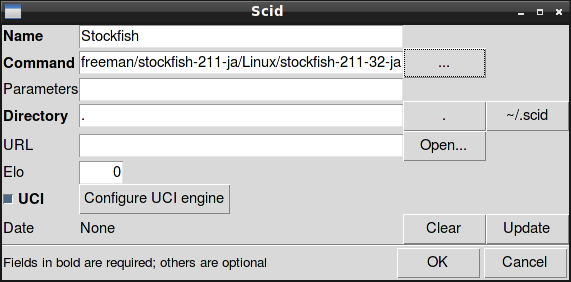 Scid
Name Stockfish
Command freeman/stockfish-211-ja/Linux/stockfish-211-32-ja ...
Parameters
Directory . . ~/.scid
URL Open...
Elo 0
UCI Configure UCI engine
Date None Clear Update
Fields in bold are required; others are optional OK Cancel